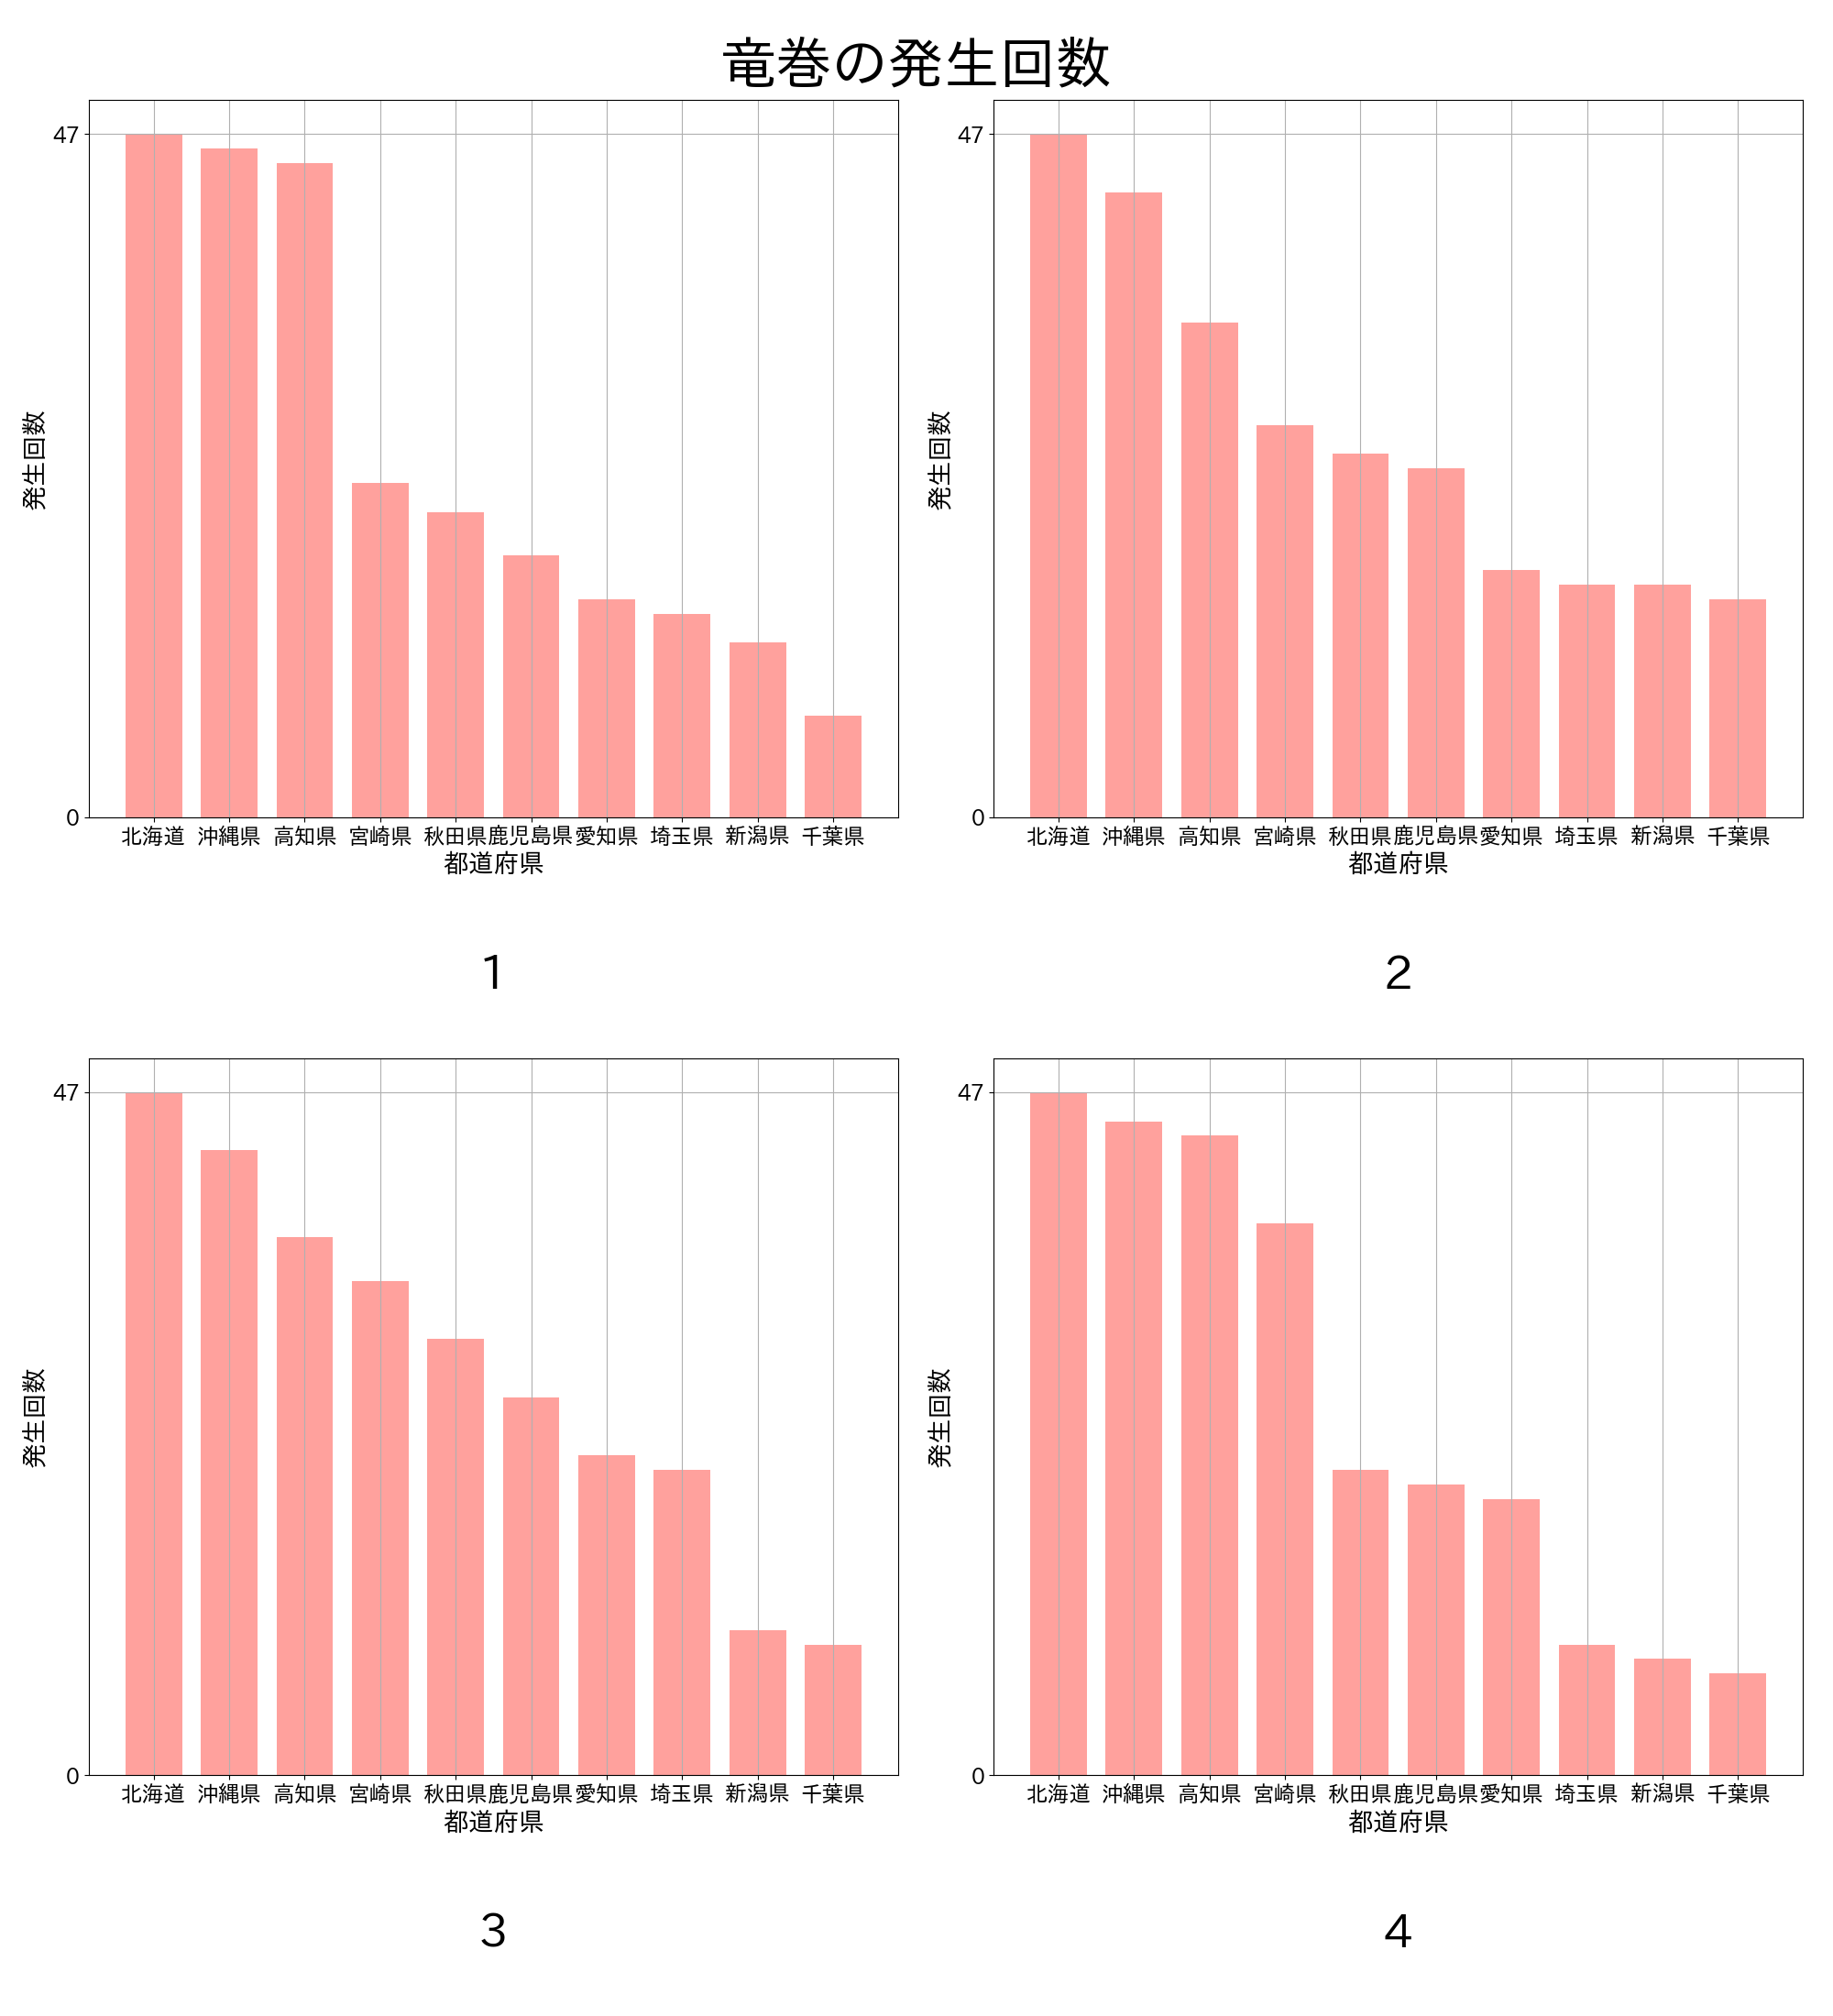 竜巻の発生回数
47
0
発生回数
北海道 沖縄県 高知県 宮崎県 秋田県 鹿児島県 愛知県 埼玉県 新潟県 千葉県
都道府県
1
47
0
発生回数
北海道 沖縄県 高知県 宮崎県 秋田県 鹿児島県 愛知県 埼玉県 新潟県 千葉県
都道府県
2
47
0
発生回数
北海道 沖縄県 高知県 宮崎県 秋田県 鹿児島県 愛知県 埼玉県 新潟県 千葉県
都道府県
3
47
0
発生回数
北海道 沖縄県 高知県 宮崎県 秋田県 鹿児島県 愛知県 埼玉県 新潟県 千葉県
都道府県
4